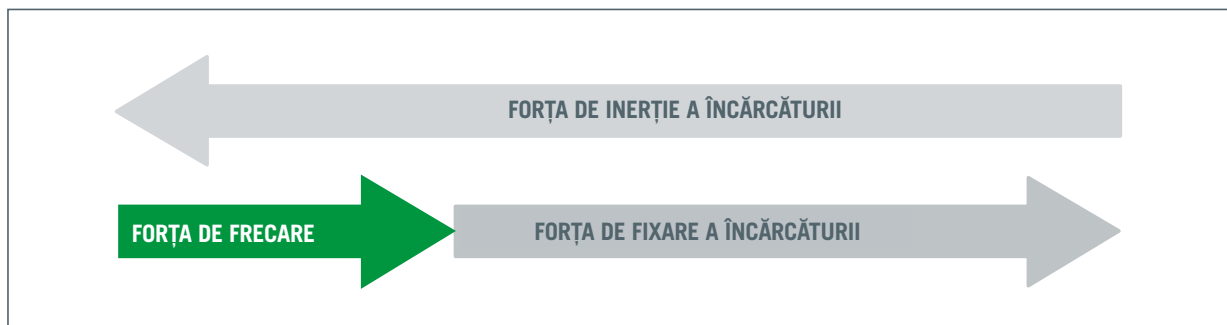 FORȚA DE INERȚIE A ÎNCĂRCĂTURII
FORȚA DE FRECARE
FORȚA DE FIXARE A ÎNCĂRCĂTURII